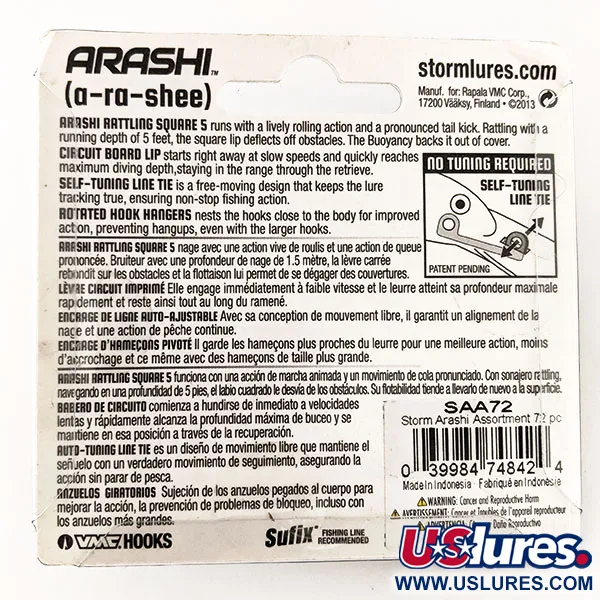 ARASHI™
(a-ra-shee)
stormlures.com
Manuf. for: Rapala VMC Corp.,
17200 Vääksy, Finland • ©2013
ARASHI RATTLING SQUARE 5 runs with a lively rolling action and a pronounced tail kick. Rattling with a
running depth of 5 feet, the square lip deflects off obstacles. The Buoyancy backs it out of cover.
CIRCUIT BOARD LIP starts right away at slow speeds and quickly reaches
maximum diving depth,staying in the range through the retrieve.
SELF-TUNING LINE TIE is a free-moving design that keeps the lure
tracking true, ensuring non-stop fishing action.
ROTATED HOOK HANGERS nests the hooks close to the body for improved
action, preventing hangups, even with the larger hooks.
NO TUNING REQUIRED
SELF-TUNING
LINE TIE
PATENT PENDING
ARASHI RATTLING SQUARE 5 nage avec une action vive de roulis et une action de queue
prononcée. Bruiteur avec une profondeur de nage de 1.5 mètre, la lèvre carrée
rebondit sur les obstacles et la flottaison lui permet de se dégager des couvertures.
LÈVRE CIRCUIT IMPRIMÉ Elle engage immédiatement à faible vitesse et le leurre atteint sa profondeur maximale
rapidement et reste ainsi tout au long du ramené.
ENCRAGE DE LIGNE AUTO-AJUSTABLE Avec sa conception de mouvement libre, il garantit un alignement de la
nage et une action de pêche continue.
ENCRAGE D'HAMEÇONS PIVOTÉ Il garde les hameçons plus proches du leurre pour une meilleure action, moins
d'accrochage et ce même avec des hameçons de taille plus grande.
ARASHI RATTLING SQUARE 5 funciona con una acción de marcha animada y un movimiento de cola pronunciado. Con sonajero rattling,
navegando en una profundidad de 5 pies, el labio cuadrado le desvía de los obstáculos. Su flotabilidad tiende a llevarlo de nuevo a la superficie.
BABERO DE CIRCUITO comienza a hundirse de inmediato a velocidades
lentas y rápidamente alcanza la profundidad máxima de buceo y se
mantiene en esa posición a través de la recuperación.
AUTO-TUNING LINE TIE es un diseño de movimiento libre que mantiene el
señuelo con un verdadero movimiento de seguimiento, asegurando la
acción sin parar de pesca.
ANZUELOS GIRATORIOS Sujeción de los anzuelos pegados al cuerpo para
mejorar la acción, la prevención de problemas de bloqueo, incluso con
los anzuelos más grandes.
SAA72
Storm Arashi Assortment 72 pc
0 39984 74842 4
Made in Indonesia · Fabriqué en Indonésie
WARNING: Cancer and Reproductive Harm
AVERTISSEMENT: Cancer et Troubles de l'appareil reproducteur
ADVERTENCIA: Cáncer y Daño Reproductivo
VMC HOOKS
Sufix FISHING LINE
RECOMMENDED
USlures.
WWW.USLURES.COM